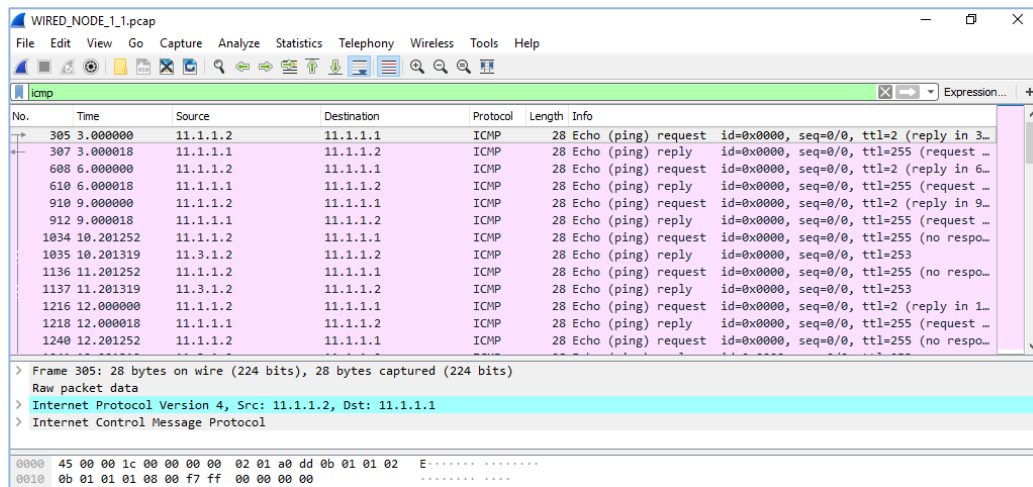 WIRED_NODE_1_1.pcap
File Edit View Go Capture Analyze Statistics Telephony Wireless Tools Help
icmp Expression... +
No. Time Source Destination Protocol Length Info
305 3.000000 11.1.1.2 11.1.1.1 ICMP 28 Echo (ping) request id=0x0000, seq=0/0, ttl=2 (reply in 3…
307 3.000018 11.1.1.1 11.1.1.2 ICMP 28 Echo (ping) reply id=0x0000, seq=0/0, ttl=255 (request …
608 6.000000 11.1.1.2 11.1.1.1 ICMP 28 Echo (ping) request id=0x0000, seq=0/0, ttl=2 (reply in 6…
610 6.000018 11.1.1.1 11.1.1.2 ICMP 28 Echo (ping) reply id=0x0000, seq=0/0, ttl=255 (request …
910 9.000000 11.1.1.2 11.1.1.1 ICMP 28 Echo (ping) request id=0x0000, seq=0/0, ttl=2 (reply in 9…
912 9.000018 11.1.1.1 11.1.1.2 ICMP 28 Echo (ping) reply id=0x0000, seq=0/0, ttl=255 (request …
1034 10.201252 11.1.1.2 11.1.1.1 ICMP 28 Echo (ping) request id=0x0000, seq=0/0, ttl=255 (no respo…
1035 10.201319 11.3.1.2 11.1.1.2 ICMP 28 Echo (ping) reply id=0x0000, seq=0/0, ttl=253
1136 11.201252 11.1.1.2 11.1.1.1 ICMP 28 Echo (ping) request id=0x0000, seq=0/0, ttl=255 (no respo…
1137 11.201319 11.3.1.2 11.1.1.2 ICMP 28 Echo (ping) reply id=0x0000, seq=0/0, ttl=253
1216 12.000000 11.1.1.2 11.1.1.1 ICMP 28 Echo (ping) request id=0x0000, seq=0/0, ttl=2 (reply in 1…
1218 12.000018 11.1.1.1 11.1.1.2 ICMP 28 Echo (ping) reply id=0x0000, seq=0/0, ttl=255 (request …
1240 12.201252 11.1.1.2 11.1.1.1 ICMP 28 Echo (ping) request id=0x0000, seq=0/0, ttl=255 (no respo…
> Frame 305: 28 bytes on wire (224 bits), 28 bytes captured (224 bits)
Raw packet data
> Internet Protocol Version 4, Src: 11.1.1.2, Dst: 11.1.1.1
> Internet Control Message Protocol
0000 45 00 00 1c 00 00 00 00 02 01 a0 dd 0b 01 01 02 E······· ········
0010 0b 01 01 01 08 00 f7 ff 00 00 00 00 ········ ····